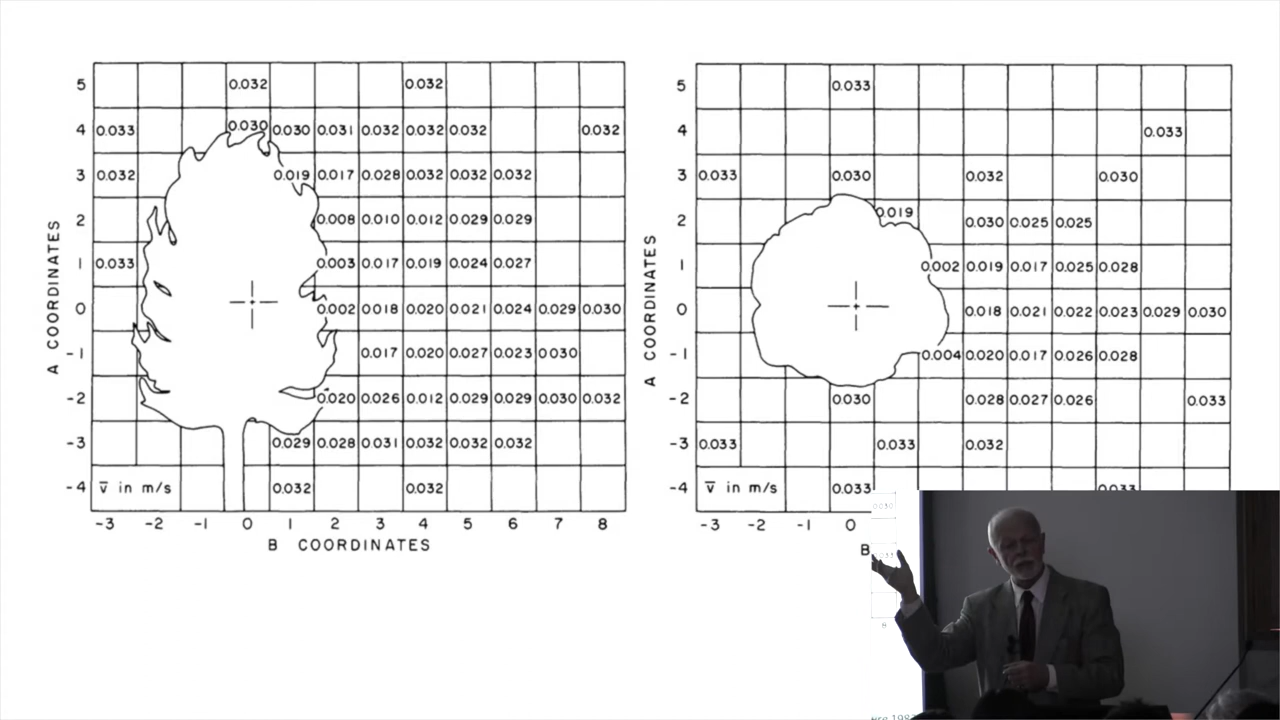 5 0.032 0.032
4 0.033 0.030 0.030 0.031 0.032 0.032 0.032 0.032
3 0.032 0.019 0.017 0.028 0.032 0.032 0.032
2 0.008 0.010 0.012 0.029 0.029
1 0.033 0.003 0.017 0.019 0.024 0.027
0 0.002 0.018 0.020 0.021 0.024 0.029 0.030
-1 0.017 0.020 0.027 0.023 0.030
-2 0.020 0.026 0.012 0.029 0.029 0.030 0.032
-3 0.029 0.028 0.031 0.032 0.032 0.032
-4 v̅ in m/s 0.032 0.032
-3 -2 -1 0 1 2 3 4 5 6 7 8
B COORDINATES
A COORDINATES
5 0.033
4 0.033
3 0.033 0.030 0.032 0.030
2 0.019 0.030 0.025 0.025
1 0.002 0.019 0.017 0.025 0.028
0 0.018 0.021 0.022 0.023 0.029 0.030
-1 0.004 0.020 0.017 0.026 0.028
-2 0.030 0.028 0.027 0.026 0.033
-3 0.033 0.033 0.032
-4 v̅ in m/s 0.033 0.033
-3 -2 -1 0
B
A COORDINATES
0.030
B